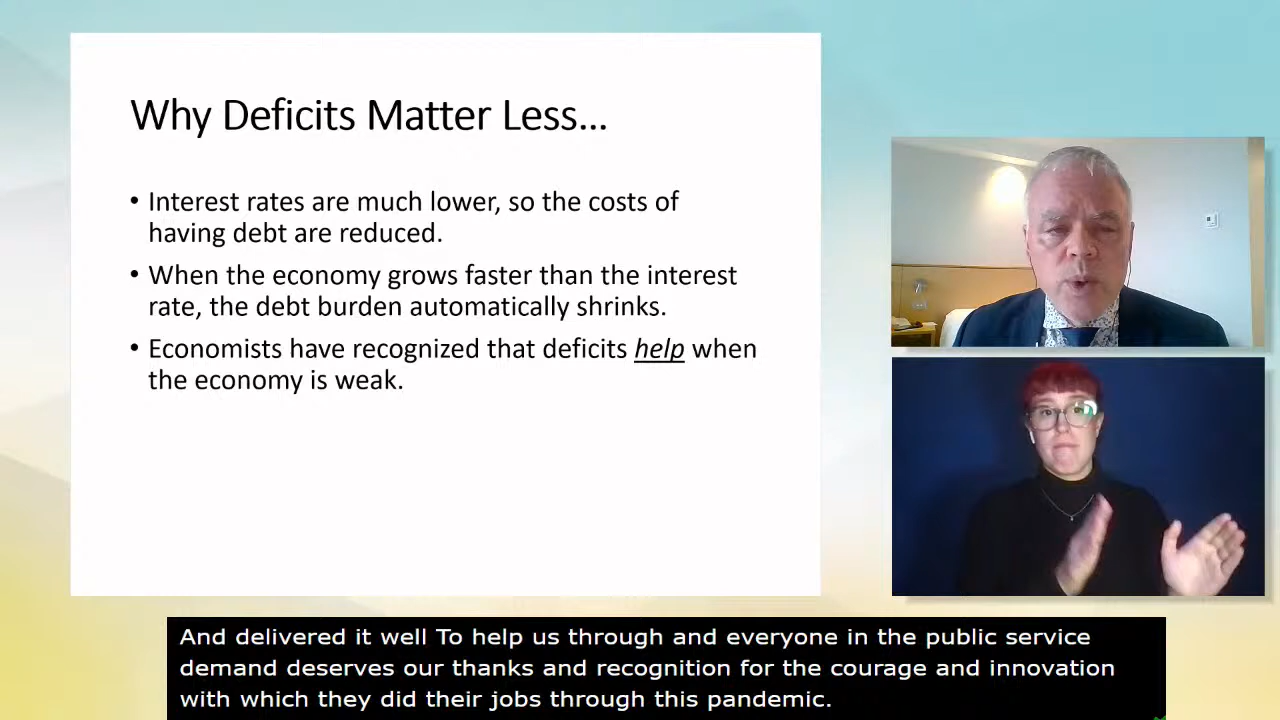 Why Deficits Matter Less...
• Interest rates are much lower, so the costs of
having debt are reduced.
• When the economy grows faster than the interest
rate, the debt burden automatically shrinks.
• Economists have recognized that deficits help when
the economy is weak.
And delivered it well To help us through and everyone in the public service
demand deserves our thanks and recognition for the courage and innovation
with which they did their jobs through this pandemic.